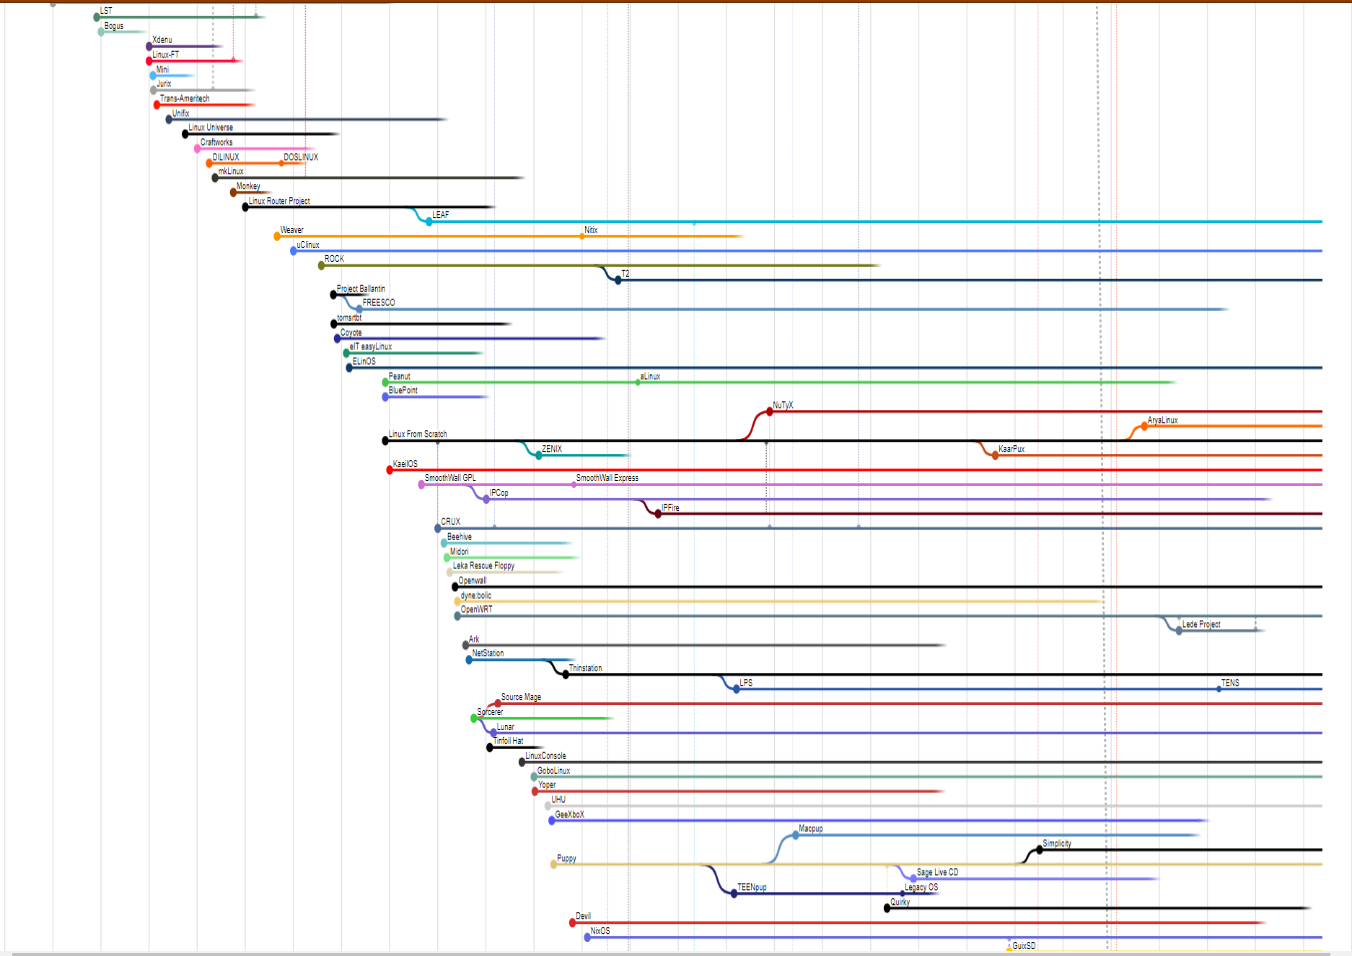 LST
Bogus
Xdenu
Linux-FT
Mini
Jurix
Trans-Ameritech
Unifix
Linux Universe
Craftworks
DILINUX DOSLINUX
mkLinux
Monkey
Linux Router Project
LEAF
Weaver Nitix
uClinux
ROCK
T2
Project Ballantin
FREESCO
tomsrtbt
Coyote
eIT easyLinux
ELinOS
Peanut aLinux
BluePoint
NuTyX
AryaLinux
Linux From Scratch
ZENIX KaarPux
KaeilOS
SmoothWall GPL SmoothWall Express
IPCop
IPFire
CRUX
Beehive
Midori
Leka Rescue Floppy
Openwall
dyne:bolic
OpenWRT
Lede Project
Ark
NetStation
Thinstation
LPS TENS
Source Mage
Sorcerer
Lunar
Tinfoil Hat
LinuxConsole
GoboLinux
Yoper
UHU
GeeXboX
Macpup
Simplicity
Puppy
Sage Live CD
TEENpup Legacy OS
Quirky
Devil
NixOS
GuixSD